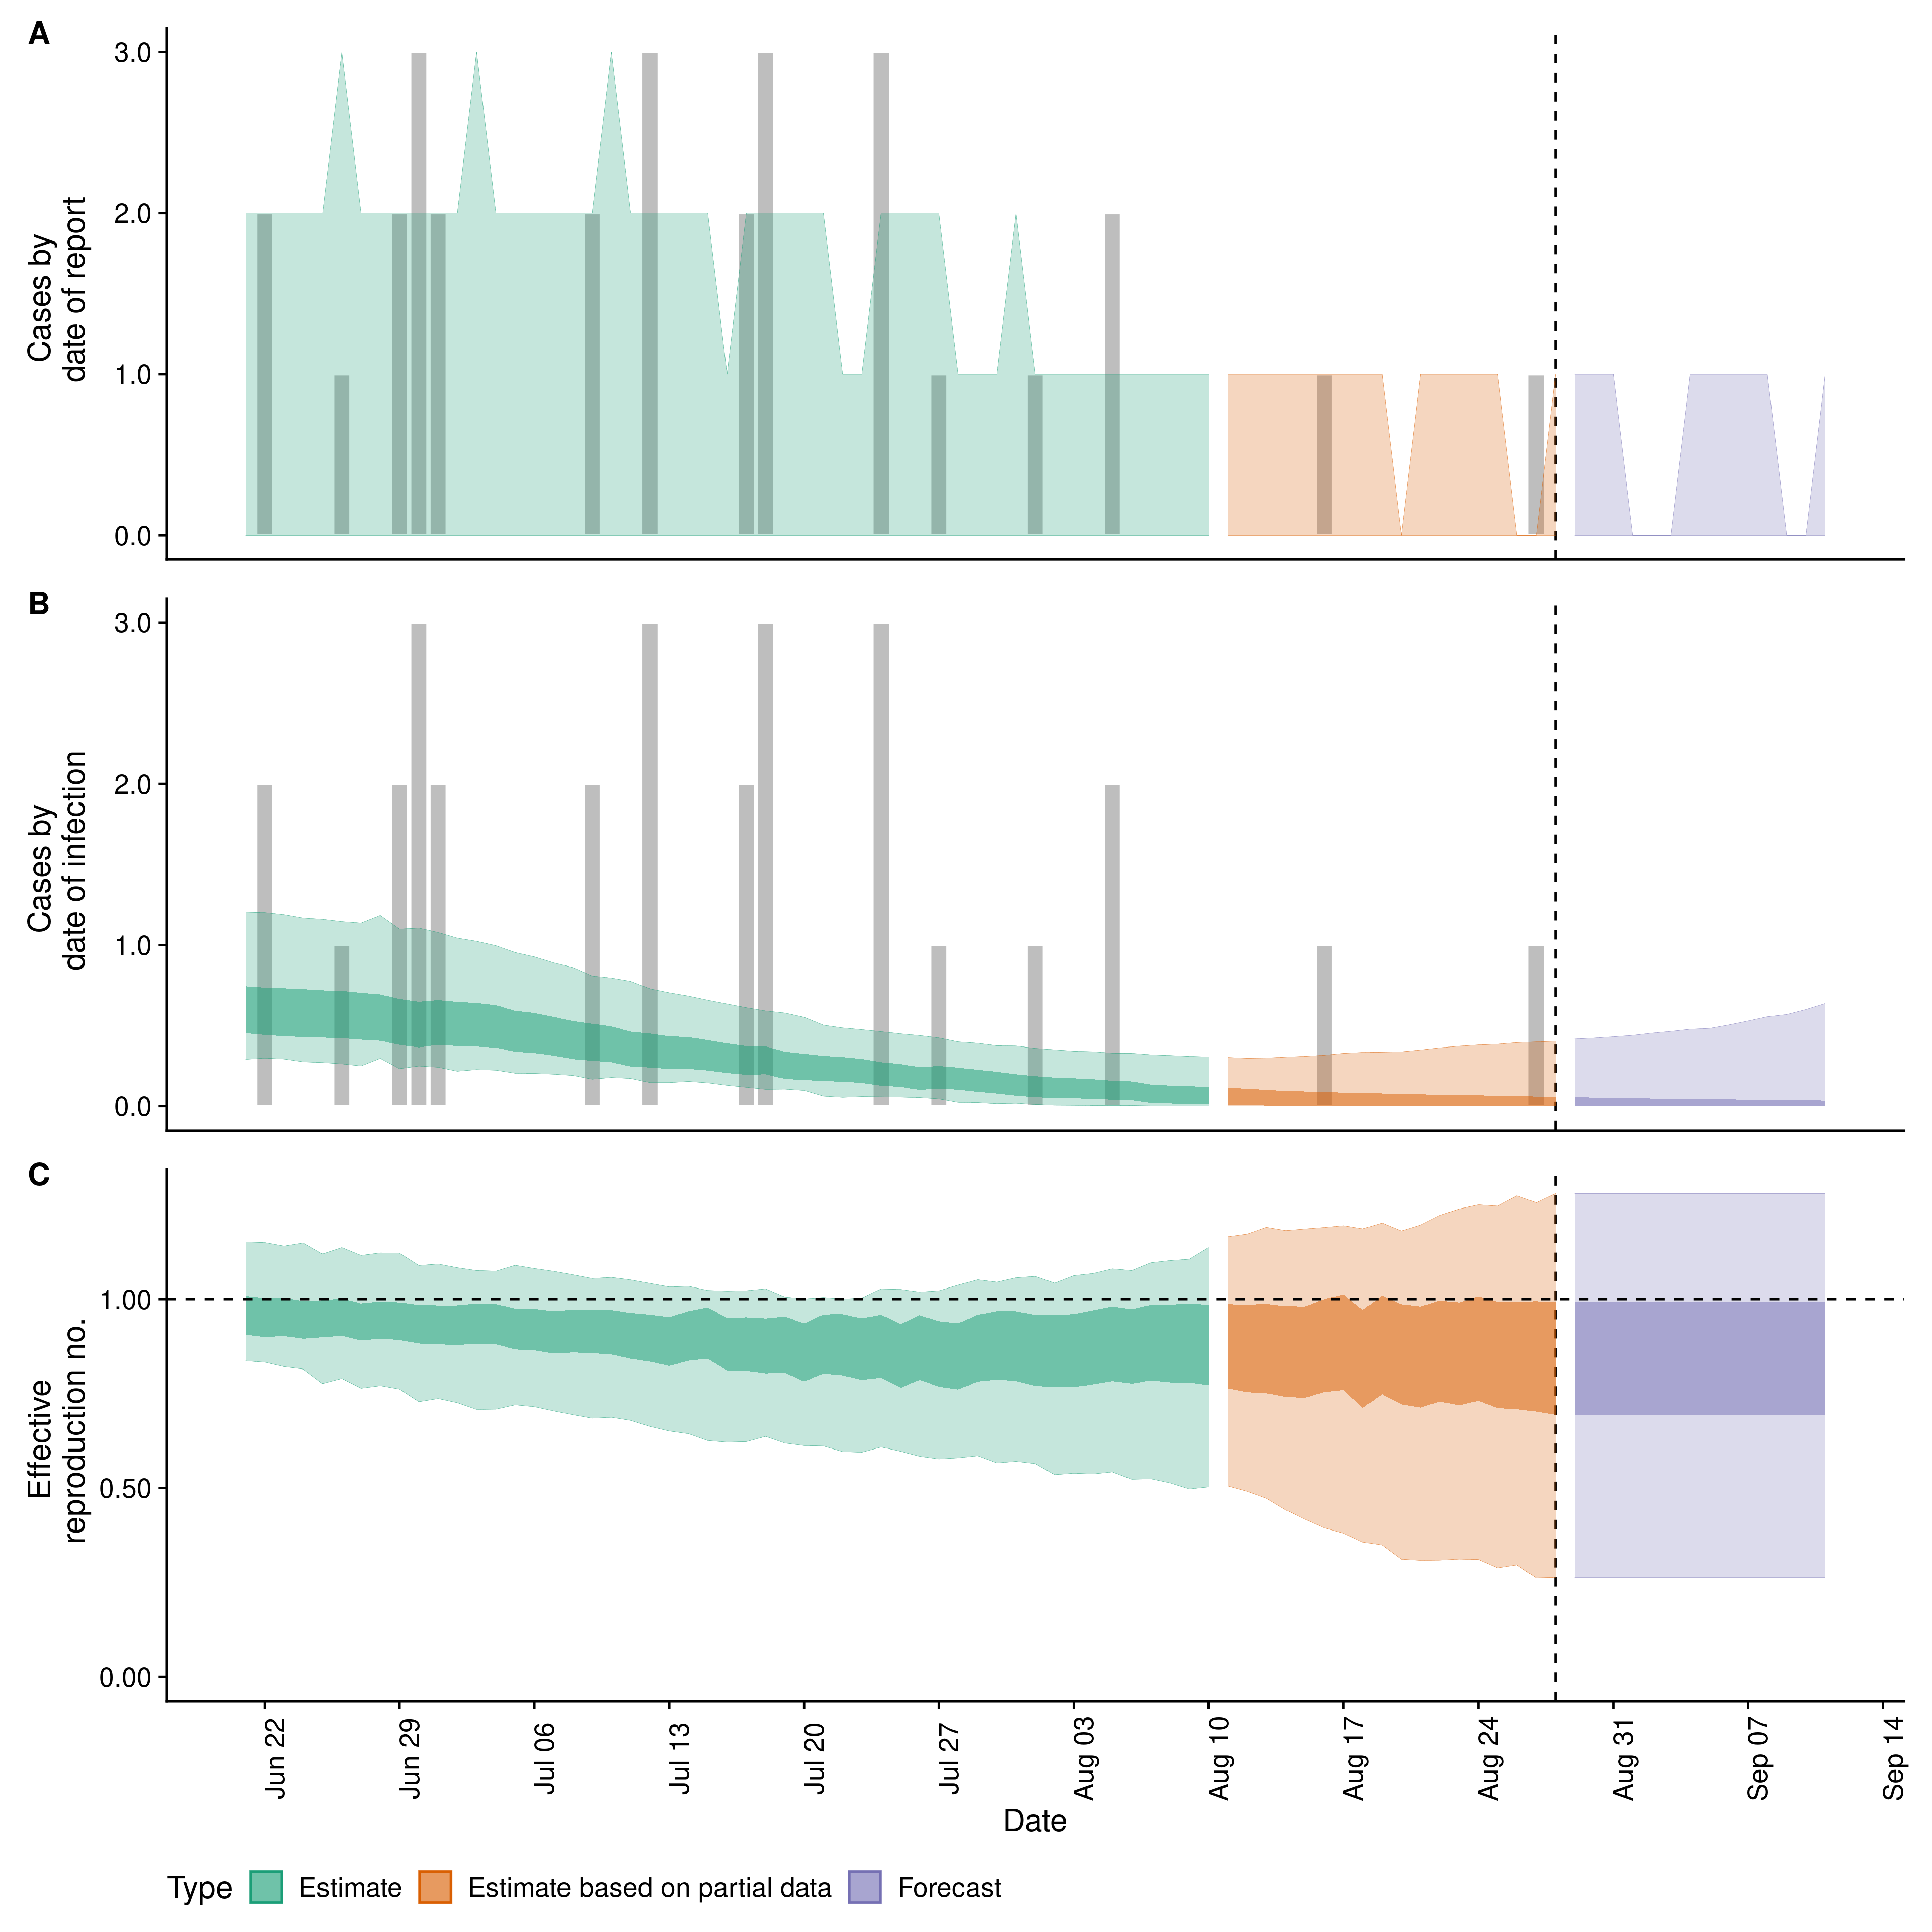 A
3.0
2.0
1.0
0.0
Cases by
date of report
B
3.0
2.0
1.0
0.0
Cases by
date of infection
C
1.00
0.50
0.00
Effective
reproduction no.
Jun 22
Jun 29
Jul 06
Jul 13
Jul 20
Jul 27
Aug 03
Aug 10
Aug 17
Aug 24
Aug 31
Sep 07
Sep 14
Date
Type Estimate Estimate based on partial data Forecast